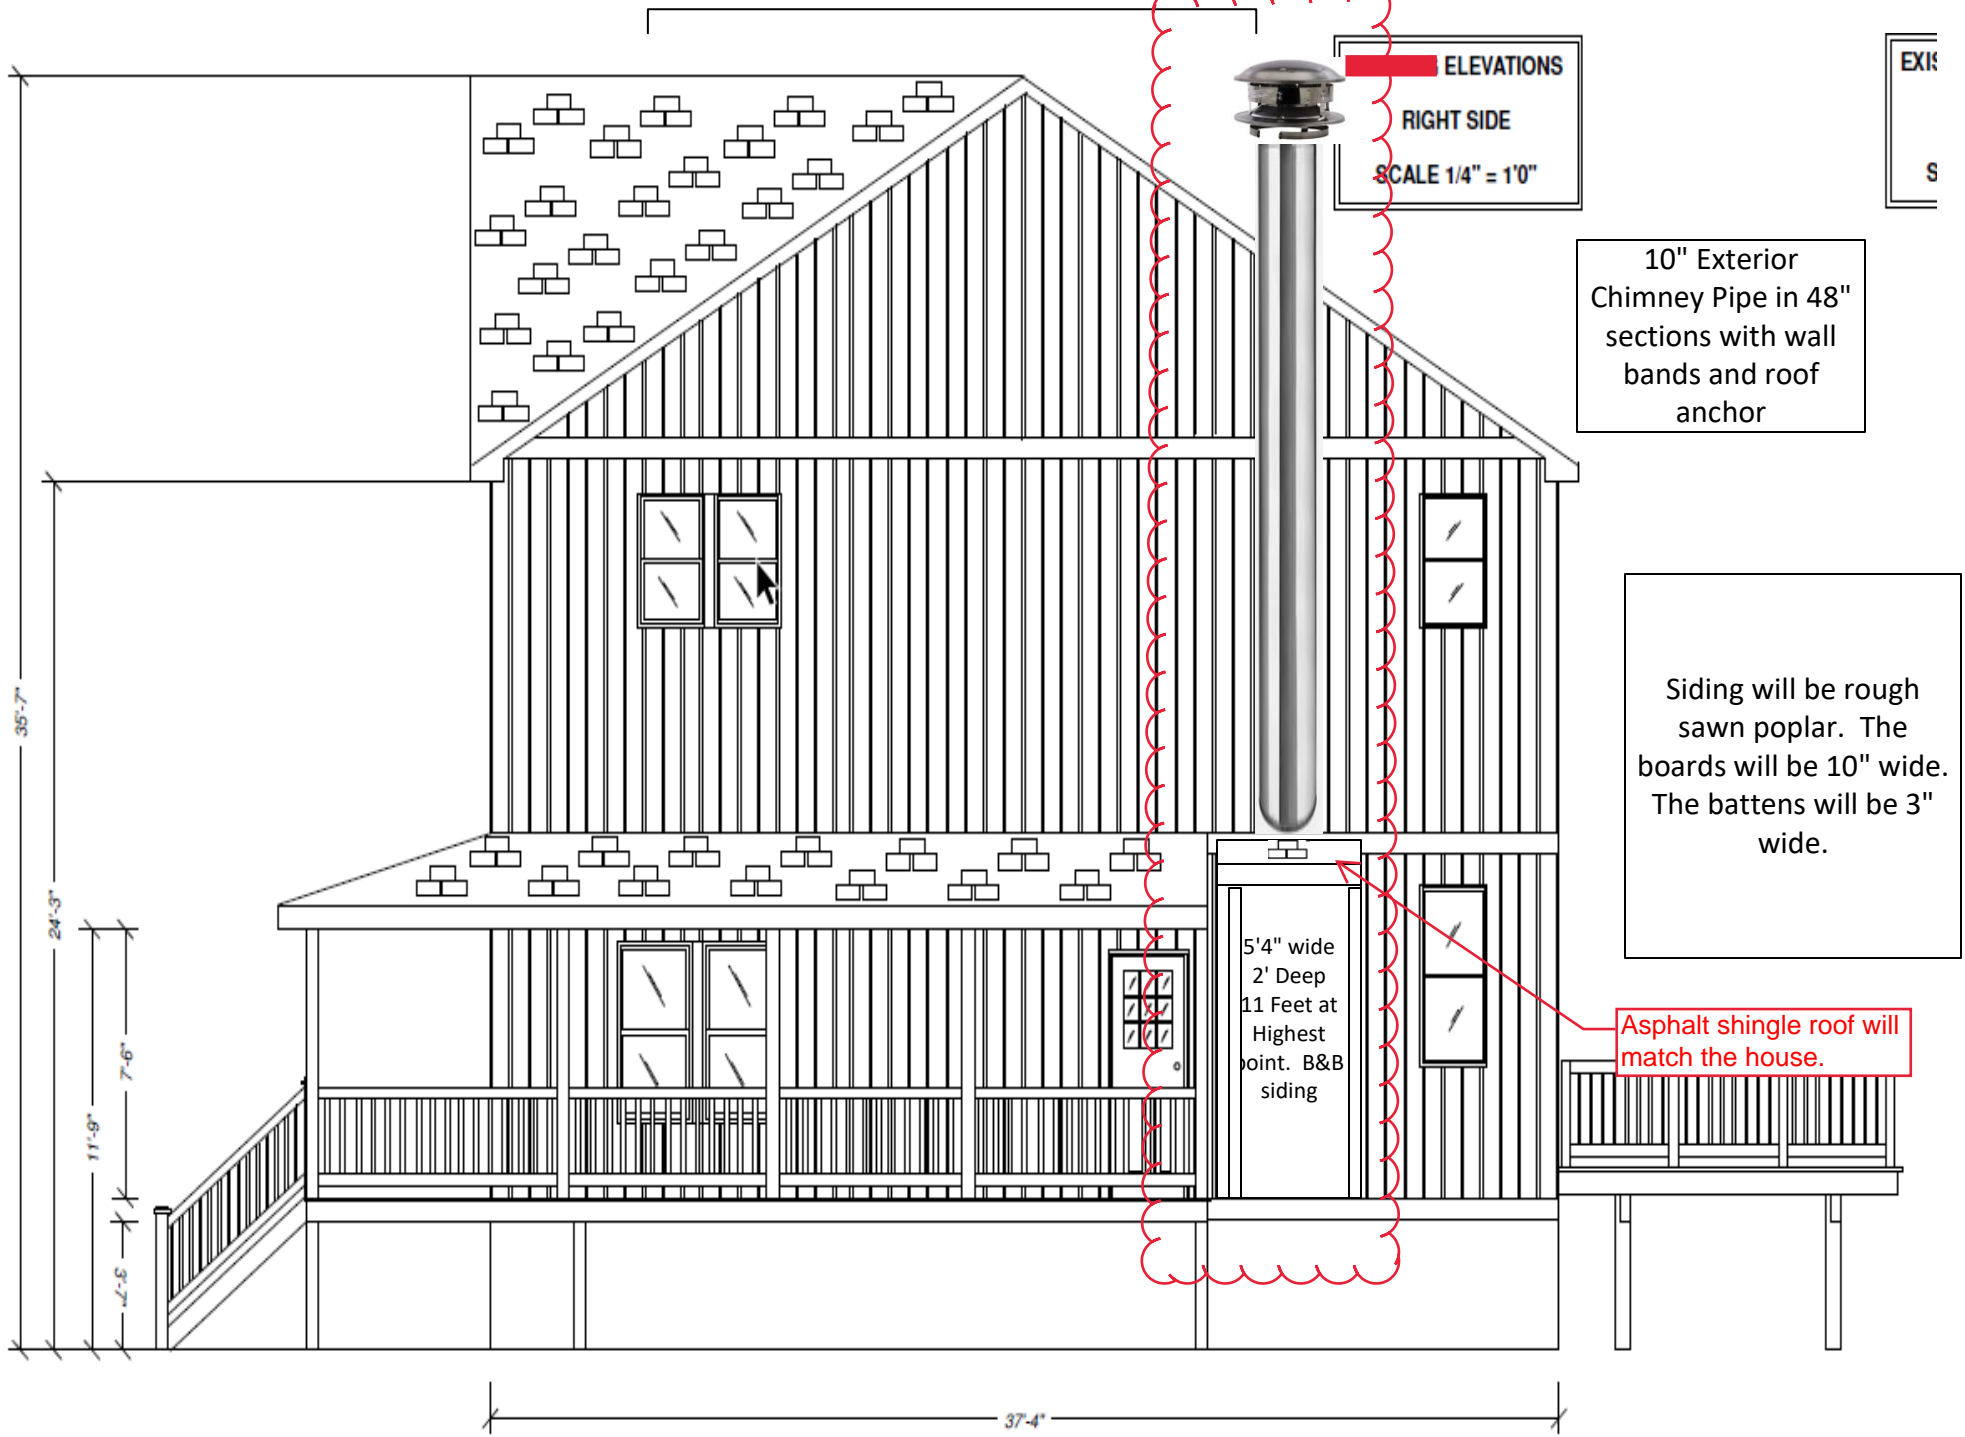 ELEVATIONS
RIGHT SIDE
SCALE 1/4" = 1'0"
10" Exterior
Chimney Pipe in 48"
sections with wall
bands and roof
anchor
Siding will be rough
sawn poplar. The
boards will be 10" wide.
The battens will be 3"
wide.
5'4" wide
2' Deep
11 Feet at
Highest
point. B&B
siding
Asphalt shingle roof will
match the house.
35'-7"
24'-3"
11'-9"
7'-6"
3'-7"
37'-4"